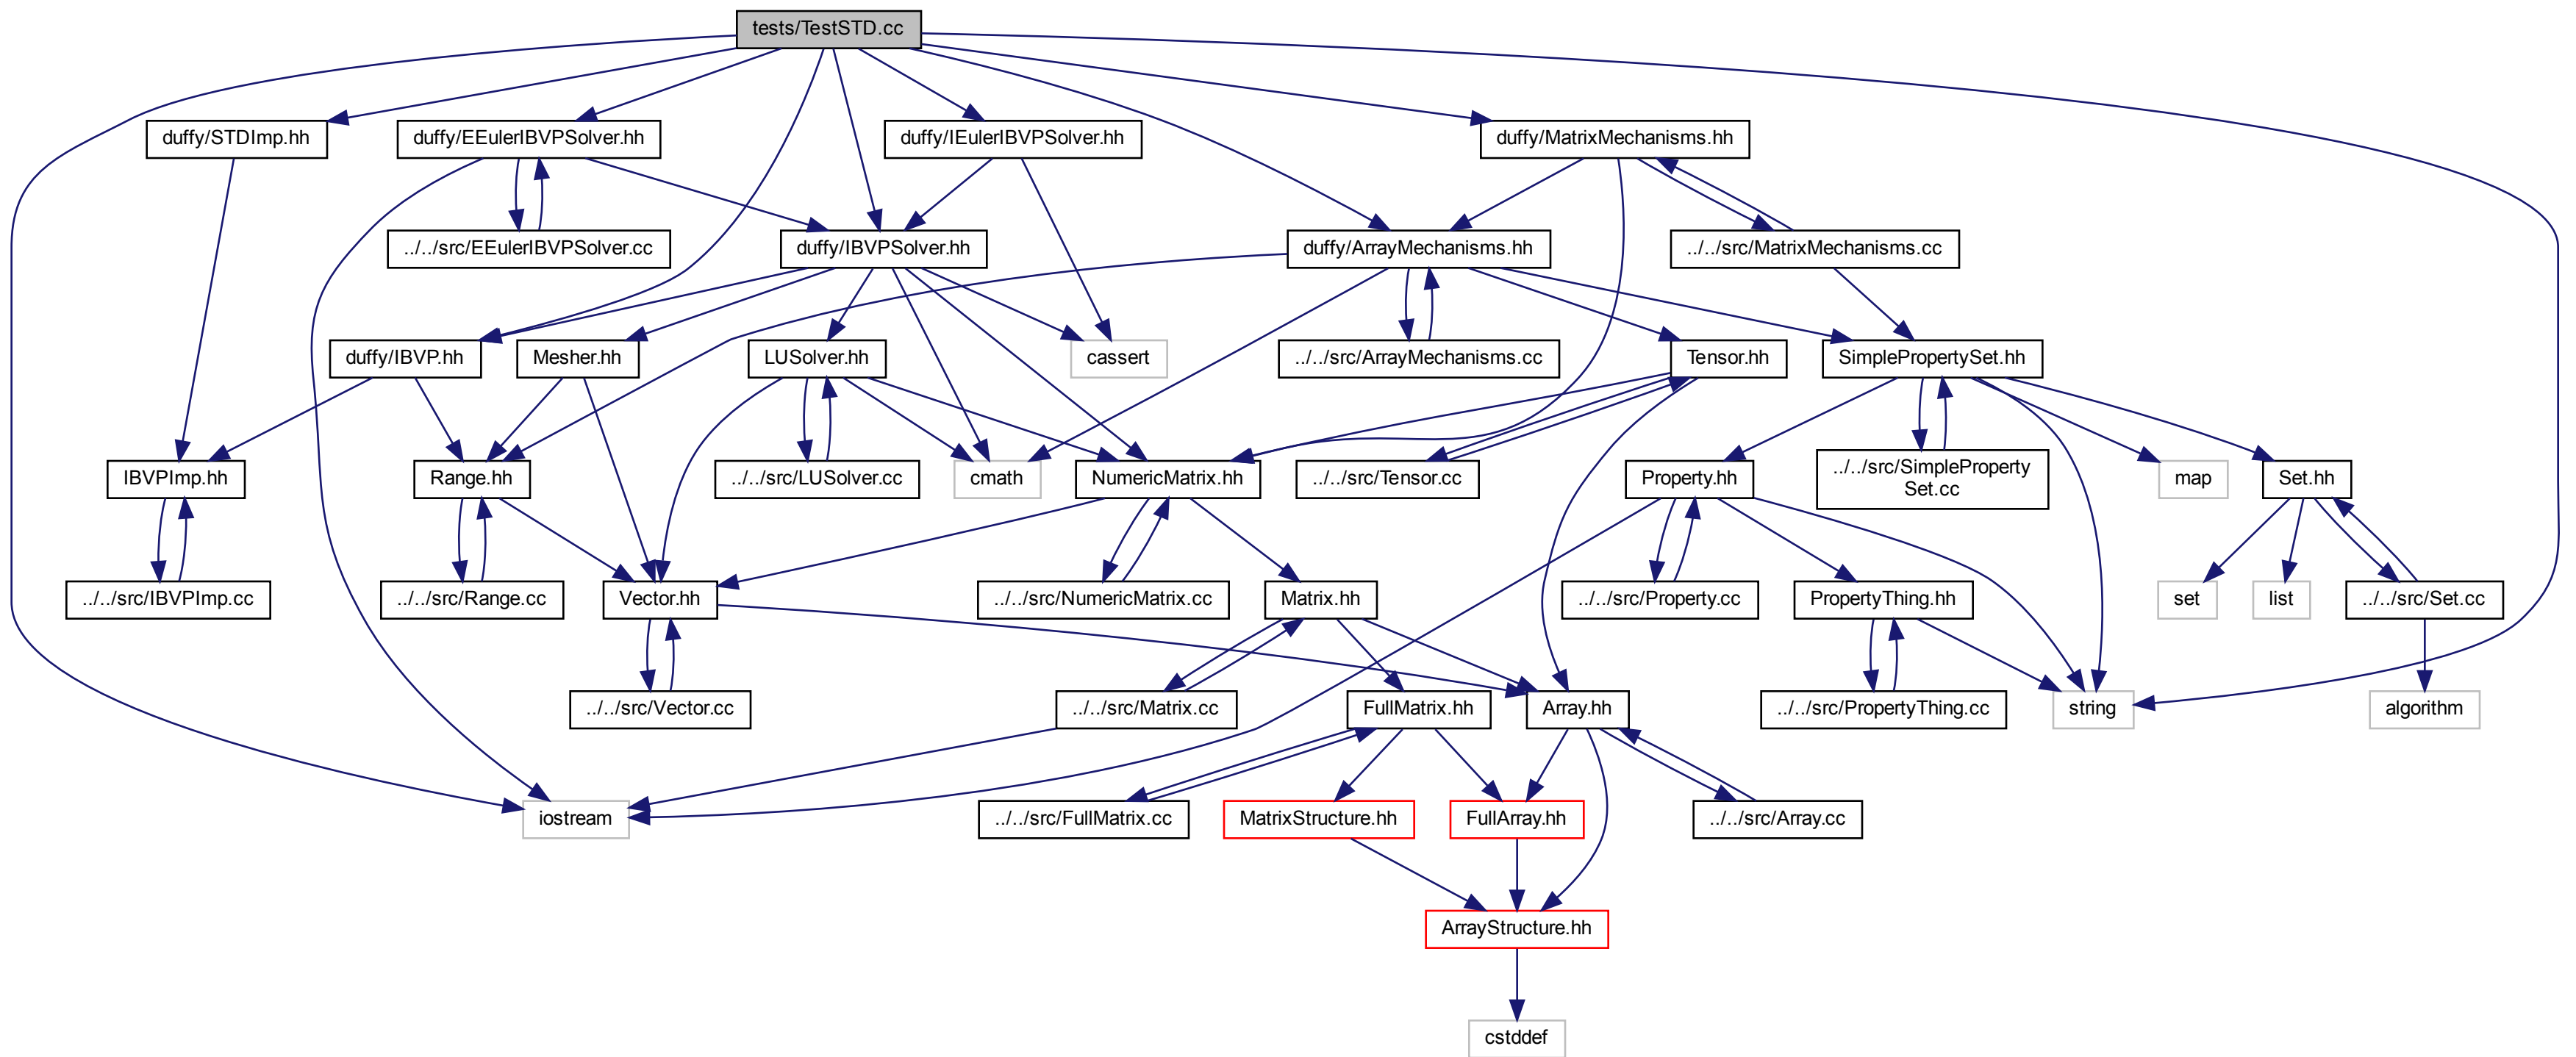 tests/TestSTD.cc
duffy/STDImp.hh
duffy/EEulerIBVPSolver.hh
duffy/IEulerIBVPSolver.hh
duffy/MatrixMechanisms.hh
../../src/EEulerIBVPSolver.cc
duffy/IBVPSolver.hh
duffy/ArrayMechanisms.hh
../../src/MatrixMechanisms.cc
duffy/IBVP.hh
Mesher.hh
LUSolver.hh
cassert
../../src/ArrayMechanisms.cc
Tensor.hh
SimplePropertySet.hh
IBVPImp.hh
Range.hh
../../src/LUSolver.cc
cmath
NumericMatrix.hh
../../src/Tensor.cc
Property.hh
../../src/SimpleProperty
Set.cc
map
Set.hh
../../src/IBVPImp.cc
../../src/Range.cc
Vector.hh
../../src/NumericMatrix.cc
Matrix.hh
../../src/Property.cc
PropertyThing.hh
set
list
../../src/Set.cc
../../src/Vector.cc
../../src/Matrix.cc
FullMatrix.hh
Array.hh
../../src/PropertyThing.cc
string
algorithm
iostream
../../src/FullMatrix.cc
MatrixStructure.hh
FullArray.hh
../../src/Array.cc
ArrayStructure.hh
cstddef